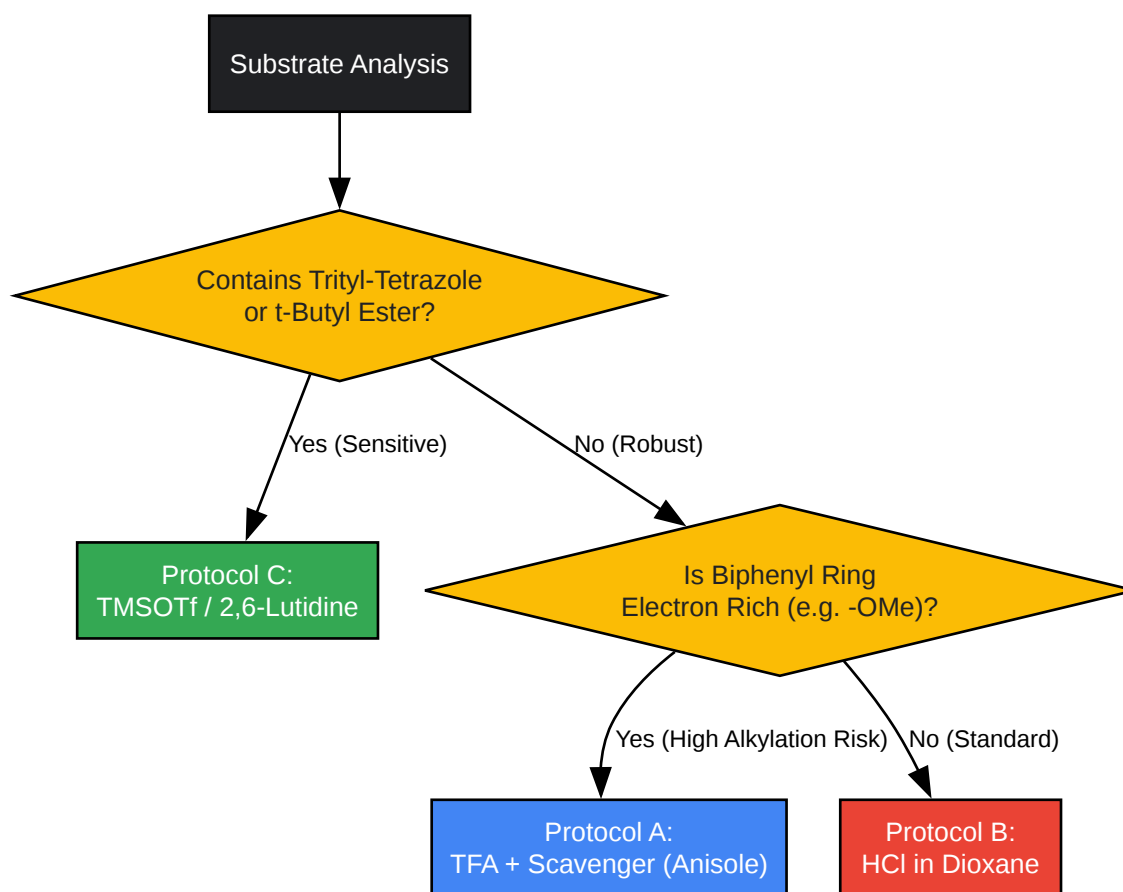 Substrate Analysis
Contains Trityl-Tetrazole
or t-Butyl Ester?
Yes (Sensitive)
No (Robust)
Protocol C:
TMSOTf / 2,6-Lutidine
Is Biphenyl Ring
Electron Rich (e.g. -OMe)?
Yes (High Alkylation Risk)
No (Standard)
Protocol A:
TFA + Scavenger (Anisole)
Protocol B:
HCl in Dioxane